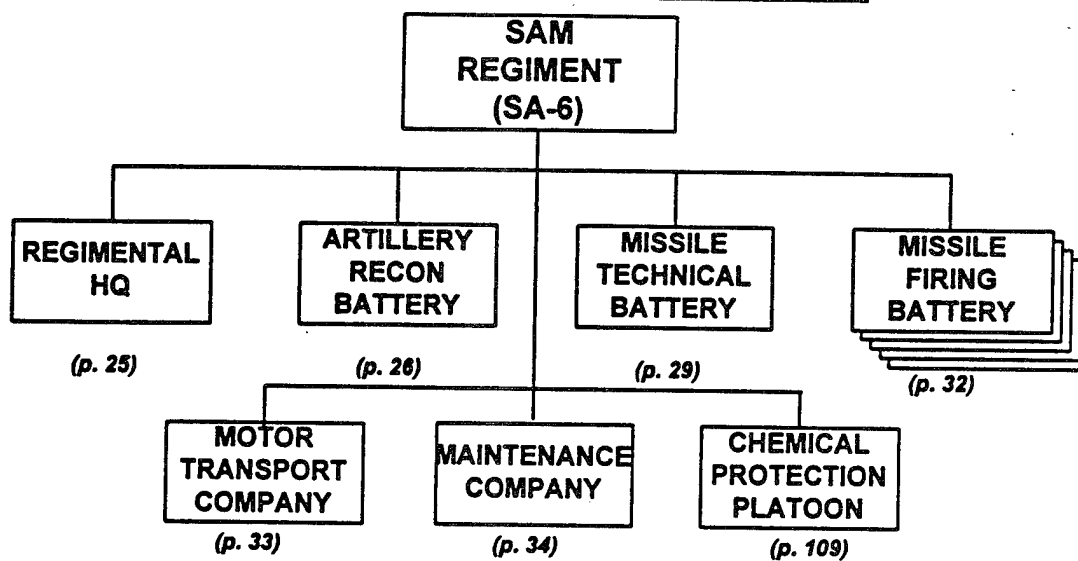 SAM
REGIMENT
(SA-6)
REGIMENTAL
HQ
(p. 25)
ARTILLERY
RECON
BATTERY
(p. 26)
MISSILE
TECHNICAL
BATTERY
(p. 29)
MISSILE
FIRING
BATTERY
(p. 32)
MOTOR
TRANSPORT
COMPANY
(p. 33)
MAINTENANCE
COMPANY
(p. 34)
CHEMICAL
PROTECTION
PLATOON
(p. 109)